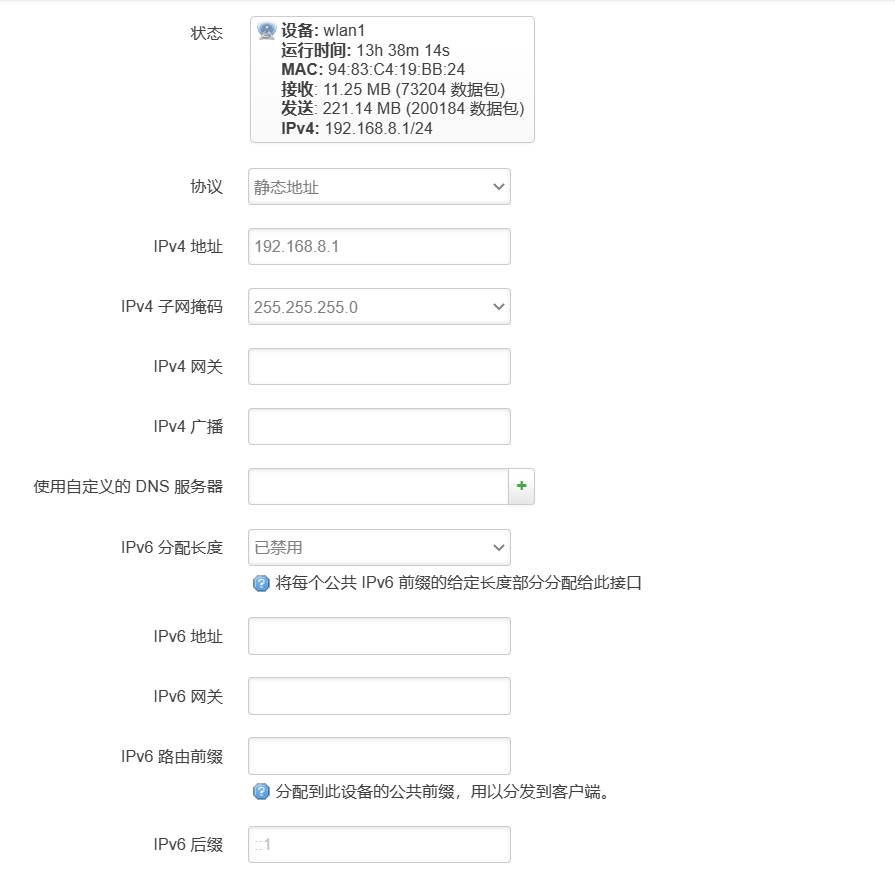 状态
设备: wlan1
运行时间: 13h 38m 14s
MAC: 94:83:C4:19:BB:24
接收: 11.25 MB (73204 数据包)
发送: 221.14 MB (200184 数据包)
IPv4: 192.168.8.1/24
协议 静态地址
IPv4 地址 192.168.8.1
IPv4 子网掩码 255.255.255.0
IPv4 网关
IPv4 广播
使用自定义的 DNS 服务器
IPv6 分配长度 已禁用
将每个公共 IPv6 前缀的给定长度部分分配给此接口
IPv6 地址
IPv6 网关
IPv6 路由前缀
分配到此设备的公共前缀，用以分发到客户端。
IPv6 后缀 ::1